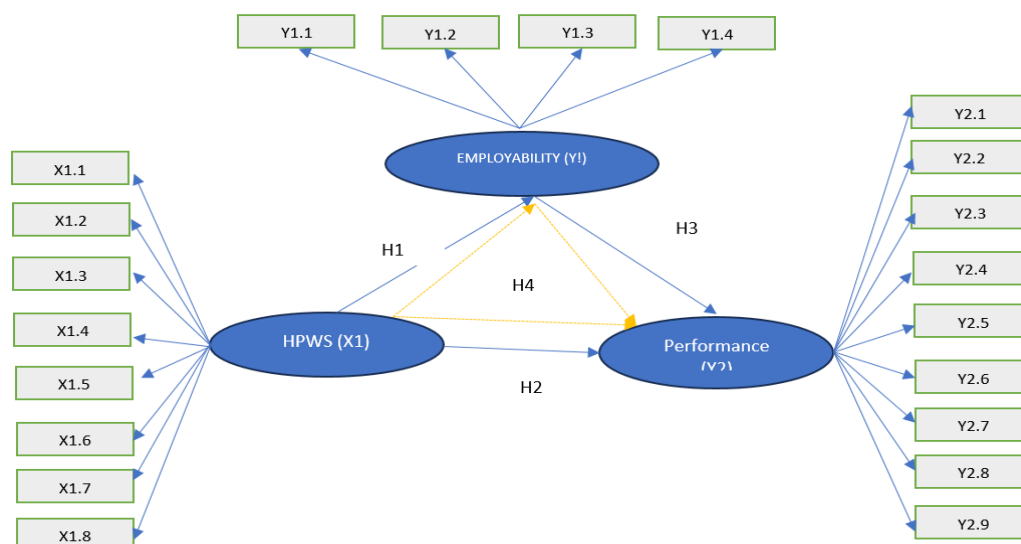 Y1.1
Y1.2
Y1.3
Y1.4
EMPLOYABILITY (Y!)
X1.1
X1.2
X1.3
X1.4
X1.5
X1.6
X1.7
X1.8
H1
H3
H4
HPWS (X1)
H2
Performance
(Y2)
Y2.1
Y2.2
Y2.3
Y2.4
Y2.5
Y2.6
Y2.7
Y2.8
Y2.9